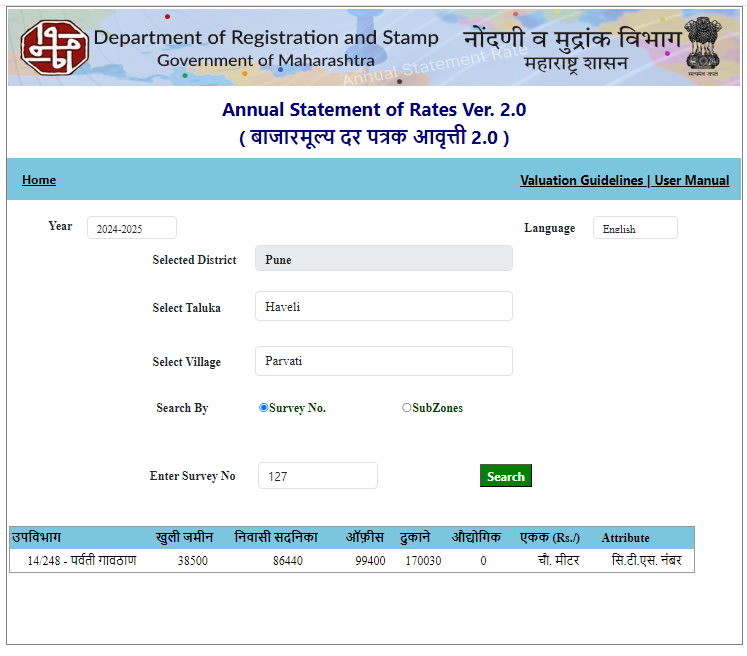 Department of Registration and Stamp
Government of Maharashtra
नोंदणी व मुद्रांक विभाग
महाराष्ट्र शासन
Annual Statement Rate
सत्यमेव जयते
Annual Statement of Rates Ver. 2.0
( बाजारमूल्य दर पत्रक आवृत्ती 2.0 )
Home
Valuation Guidelines | User Manual
Year 2024-2025 Language English
Selected District Pune
Select Taluka Haveli
Select Village Parvati
Search By Survey No. SubZones
Enter Survey No 127 Search
उपविभाग खुली जमीन निवासी सदनिका ऑफ़ीस दुकाने औद्योगिक एकक (Rs./) Attribute
14/248 - पर्वती गावठाण 38500 86440 99400 170030 0 चौ. मीटर सि.टी.एस. नंबर